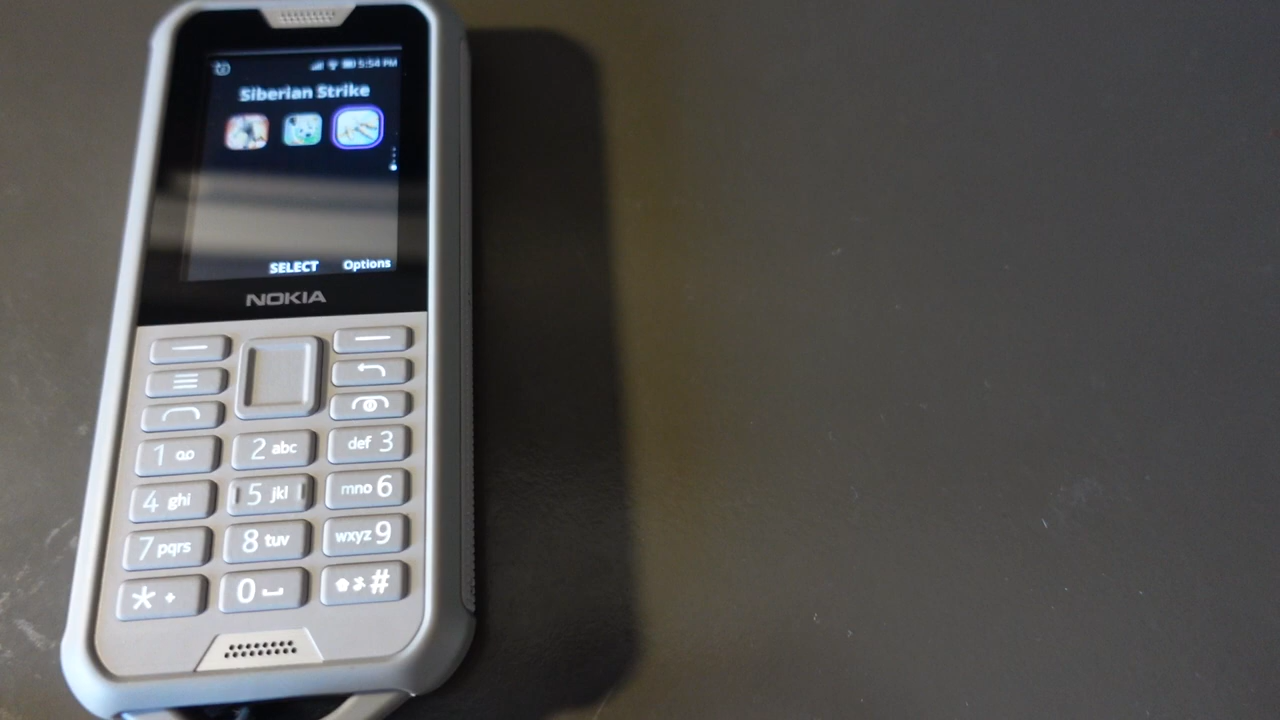 5:54 PM
Siberian Strike
SELECT Options
NOKIA
1
2 abc
def 3
4 ghi
5 jkl
mno 6
7 pqrs
8 tuv
wxyz 9
* +
0
#